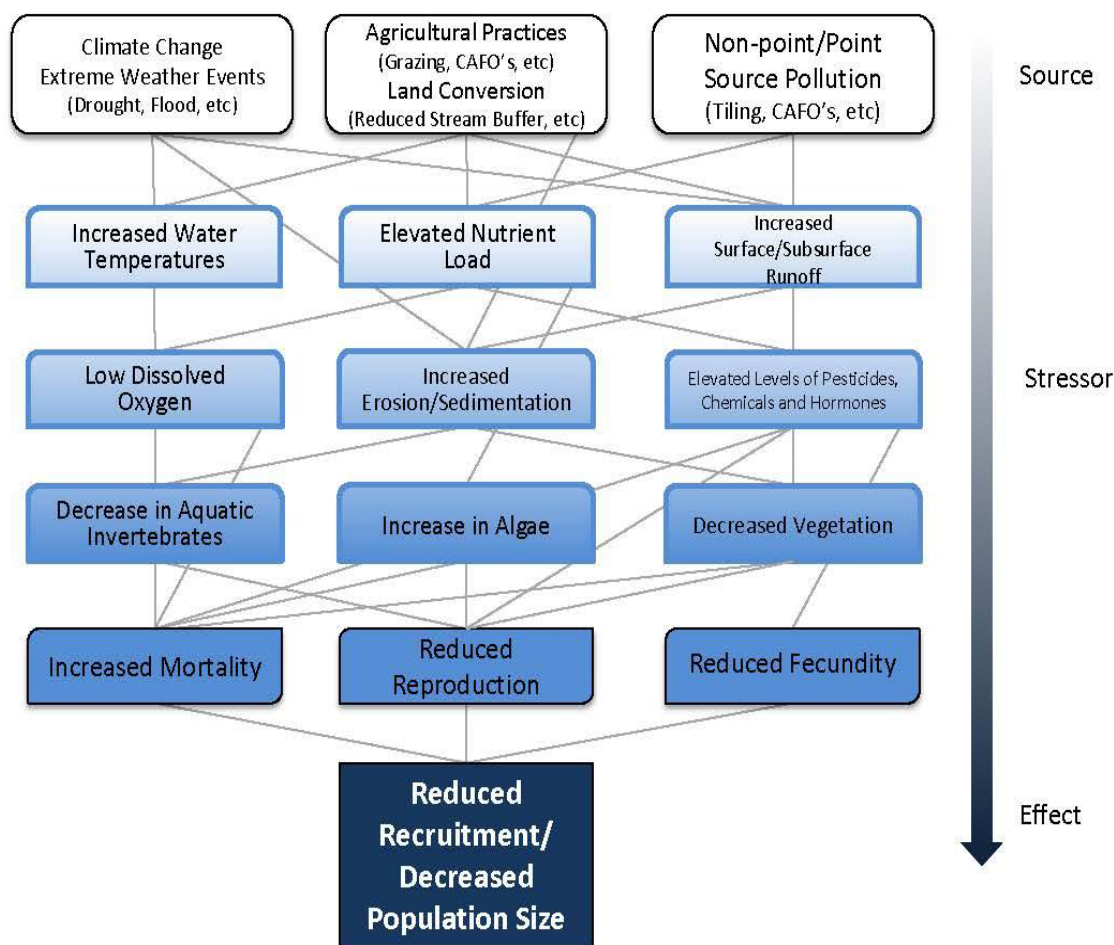 Climate Change
Extreme Weather Events
(Drought, Flood, etc)
Agricultural Practices
(Grazing, CAFO's, etc)
Land Conversion
(Reduced Stream Buffer, etc)
Non-point/Point
Source Pollution
(Tiling, CAFO's, etc)
Source
Increased Water
Temperatures
Elevated Nutrient
Load
Increased
Surface/Subsurface
Runoff
Low Dissolved
Oxygen
Increased
Erosion/Sedimentation
Elevated Levels of Pesticides,
Chemicals and Hormones
Stressor
Decrease in Aquatic
Invertebrates
Increase in Algae
Decreased Vegetation
Increased Mortality
Reduced
Reproduction
Reduced Fecundity
Reduced
Recruitment/
Decreased
Population Size
Effect